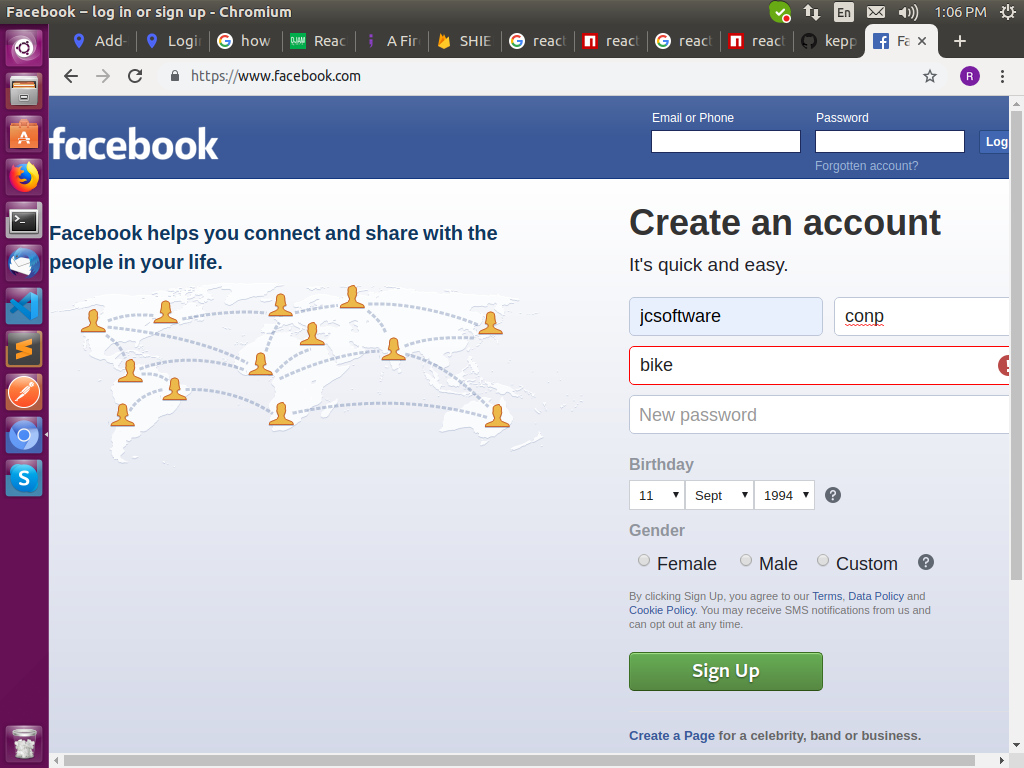 Facebook – log in or sign up - Chromium
En
1:06 PM
Add-
Logi
how
REAC
A Fir
SHIE
react
react
react
react
kepp
Fa
https://www.facebook.com
R
facebook
Email or Phone
Password
Log
Forgotten account?
Facebook helps you connect and share with the
people in your life.
Create an account
It's quick and easy.
jcsoftware
conp
bike
New password
Birthday
11
Sept
1994
Gender
Female
Male
Custom
By clicking Sign Up, you agree to our Terms, Data Policy and
Cookie Policy. You may receive SMS notifications from us and
can opt out at any time.
Sign Up
Create a Page for a celebrity, band or business.